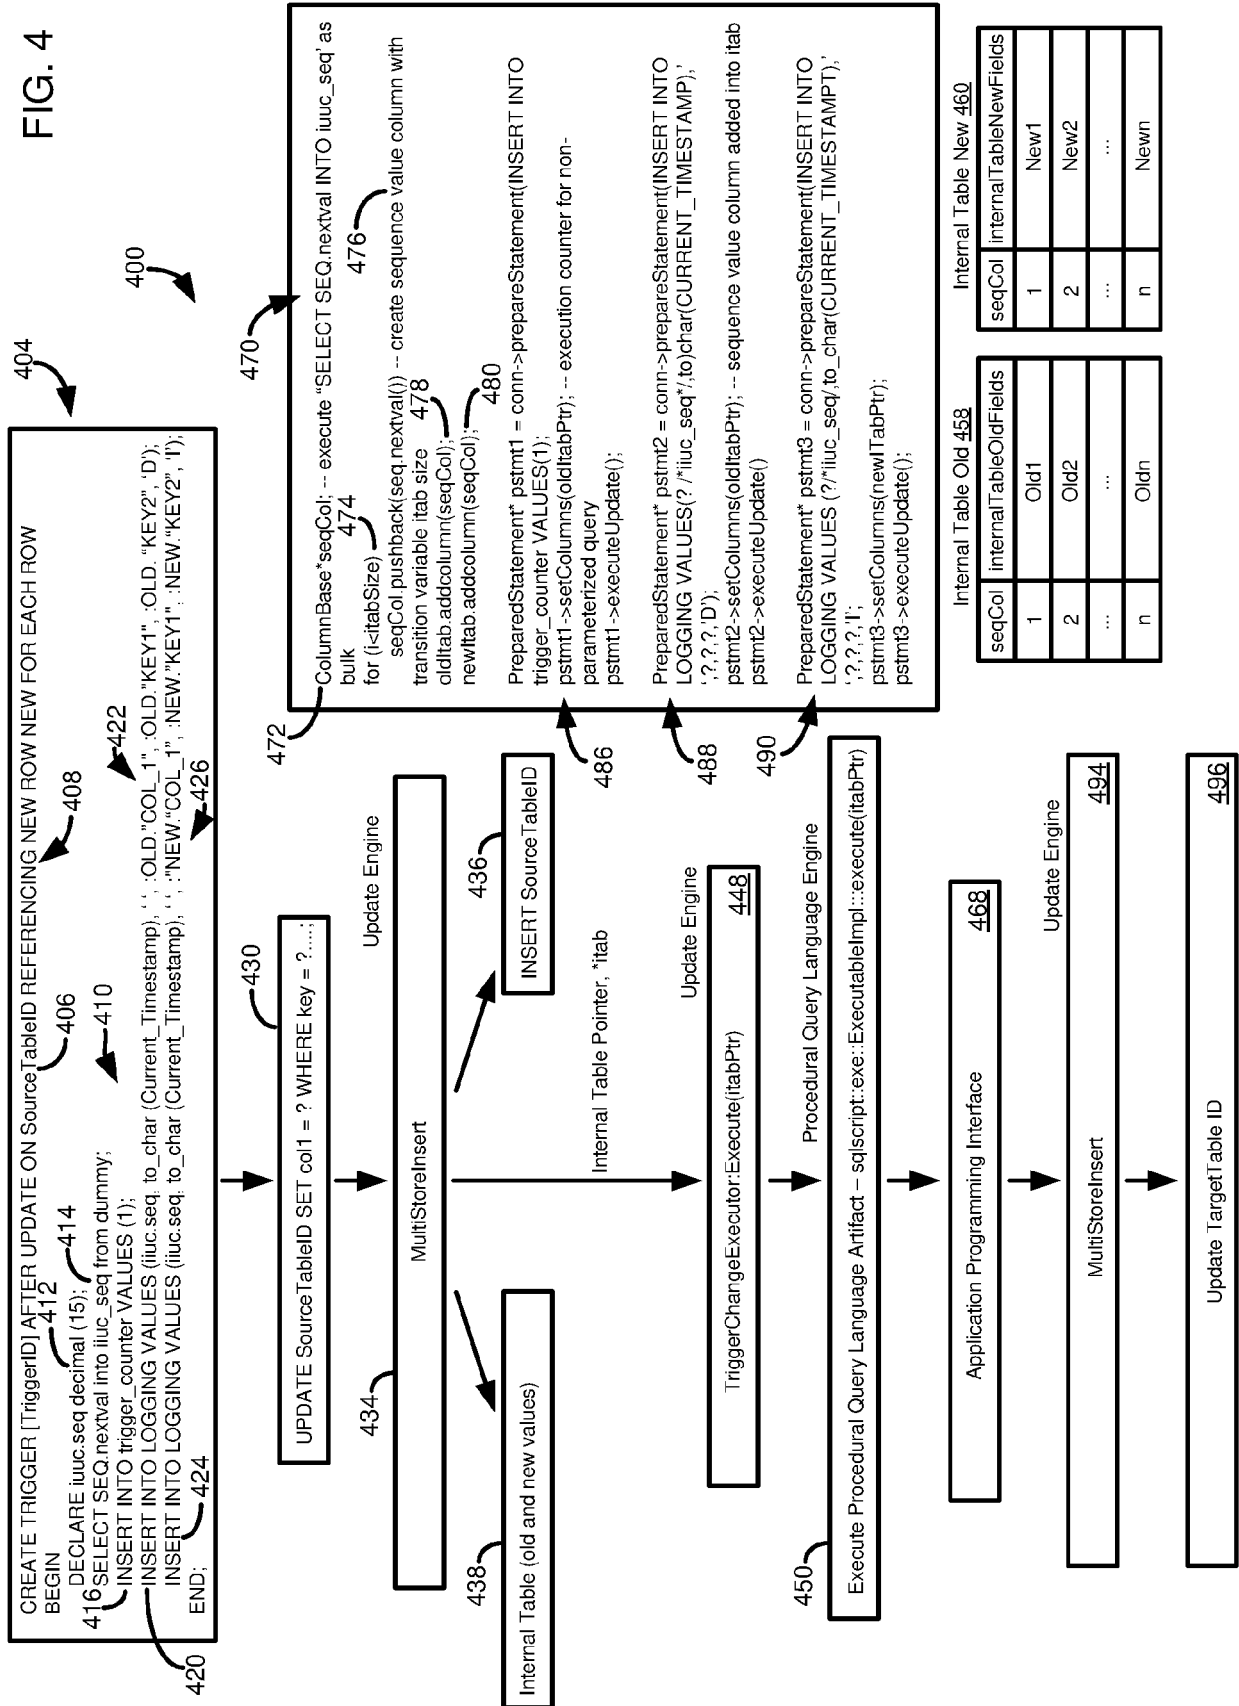 FIG. 4
400
404
CREATE TRIGGER [TriggerID] AFTER UPDATE ON SourceTableID REFERENCING NEW ROW NEW FOR EACH ROW
BEGIN
DECLARE iuuc.seq decimal (15);
SELECT SEQ.nextval into iiuc_seq from dummy;
INSERT INTO trigger_counter VALUES (1);
INSERT INTO LOGGING VALUES (iiuc.seq, to_char (Current_Timestamp), ‘ ‘, :OLD.”COL_1”, :OLD.”KEY1”, :OLD. “KEY2”, ‘D’);
INSERT INTO LOGGING VALUES (iiuc.seq, to_char (Current_Timestamp), ‘ ‘, :”NEW.“COL_1”, :NEW.”KEY1”, :NEW.“KEY2”, ‘I’);
END;
406
408
410
412
414
416
420
422
424
426
430
UPDATE SourceTableID SET col1 = ? WHERE key = ?....;
Update Engine
434
MultiStoreInsert
436
INSERT SourceTableID
438
Internal Table (old and new values)
Internal Table Pointer, *itab
Update Engine
TriggerChangeExecutor:Execute(itabPtr) 448
Procedural Query Language Engine
450
Execute Procedural Query Language Artifact – sqlscript::exe::ExecutableImpl::execute(itabPtr)
Application Programming Interface 468
Update Engine
MultiStoreInsert 494
Update TargetTable ID 496
470
472
474
476
478
480
486
488
490
ColumnBase*seqCol; -- execute “SELECT SEQ.nextval INTO iuuc_seq’ as
bulk
for (i<itabSize)
seqCol.pushback(seq.nextval()) -- create sequence value column with
transition variable itab size
oldItab.addcolumn(seqCol);
newItab.addcolumn(seqCol);
PreparedStatement* pstmt1 = conn->prepareStatement(INSERT INTO
trigger_counter VALUES(1);
pstmt1->setColumns(oldItabPtr); -- execution counter for non-
parameterized query
pstmt1->executeUpdate();
PreparedStatement* pstmt2 = conn->prepareStatement(INSERT INTO
LOGGING VALUES(? /*iiuc_seq*/,to)char(CURRENT_TIMESTAMP),’
‘,?,?,?,’D’);
pstmt2->setColumns(oldItabPtr); -- sequence value column added into itab
pstmt2->executeUpdate()
PreparedStatement* pstmt3 = conn->prepareStatement(INSERT INTO
LOGGING VALUES (?/*iiuc_seq/,to_char(CURRENT_TIMESTAMPT),’
‘,?,?,?,’I’;
pstmt3->setColumns(newITabPtr);
pstmt3->executeUpdate();
Internal Table Old 458
seqCol internalTableOldFields
1 Old1
2 Old2
... ...
n Oldn
Internal Table New 460
seqCol internalTableNewFields
1 New1
2 New2
... ...
n Newn